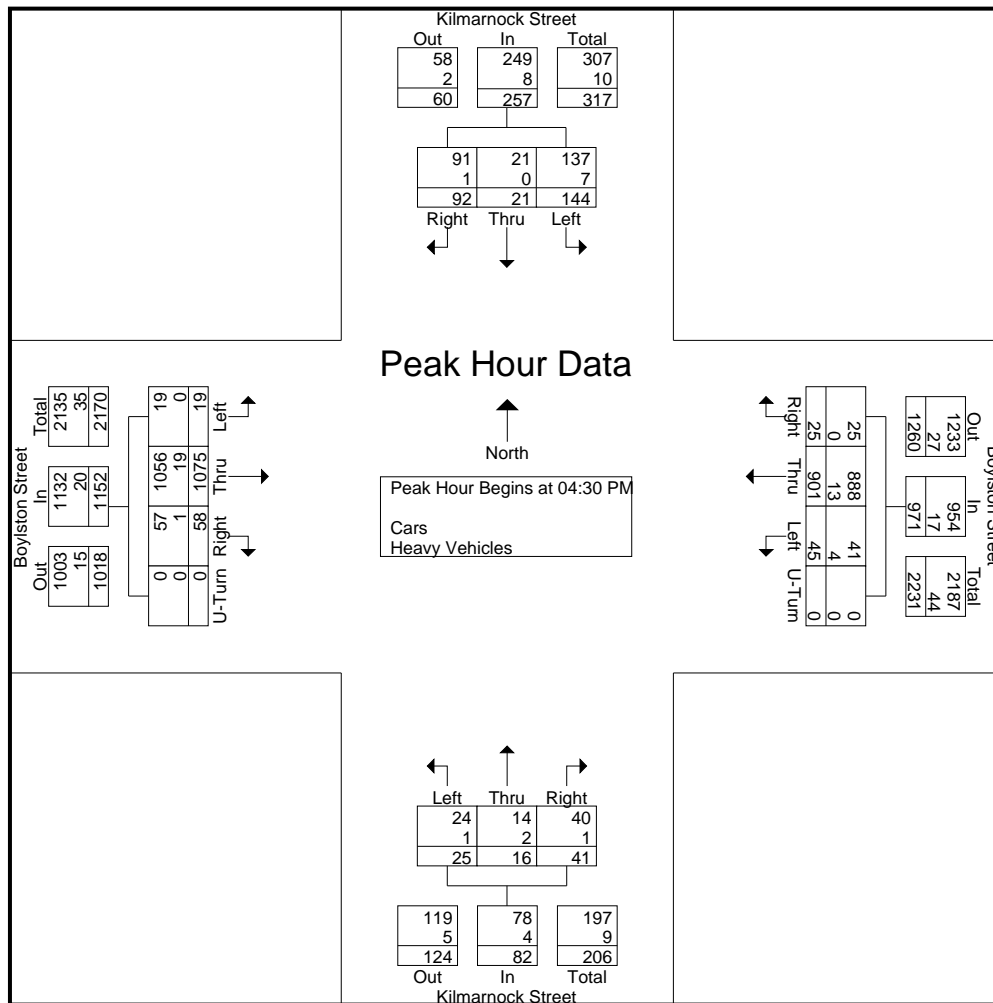 Kilmarnock Street
Out In Total
58 249 307
2 8 10
60 257 317
91 21 137
1 0 7
92 21 144
Right Thru Left
Peak Hour Data
North
Peak Hour Begins at 04:30 PM
Cars
Heavy Vehicles
Boylston Street
Out In Total
1003 1132 2135
15 20 35
1018 1152 2170
0 57 1056 19
0 1 19 0
0 58 1075 19
U-Turn Right Thru Left
Boylston Street
Out In Total
1233 954 2187
27 17 44
1260 971 2231
25 888 41 0
0 13 4 0
25 901 45 0
Right Thru Left U-Turn
Left Thru Right
24 14 40
1 2 1
25 16 41
119 78 197
5 4 9
124 82 206
Out In Total
Kilmarnock Street